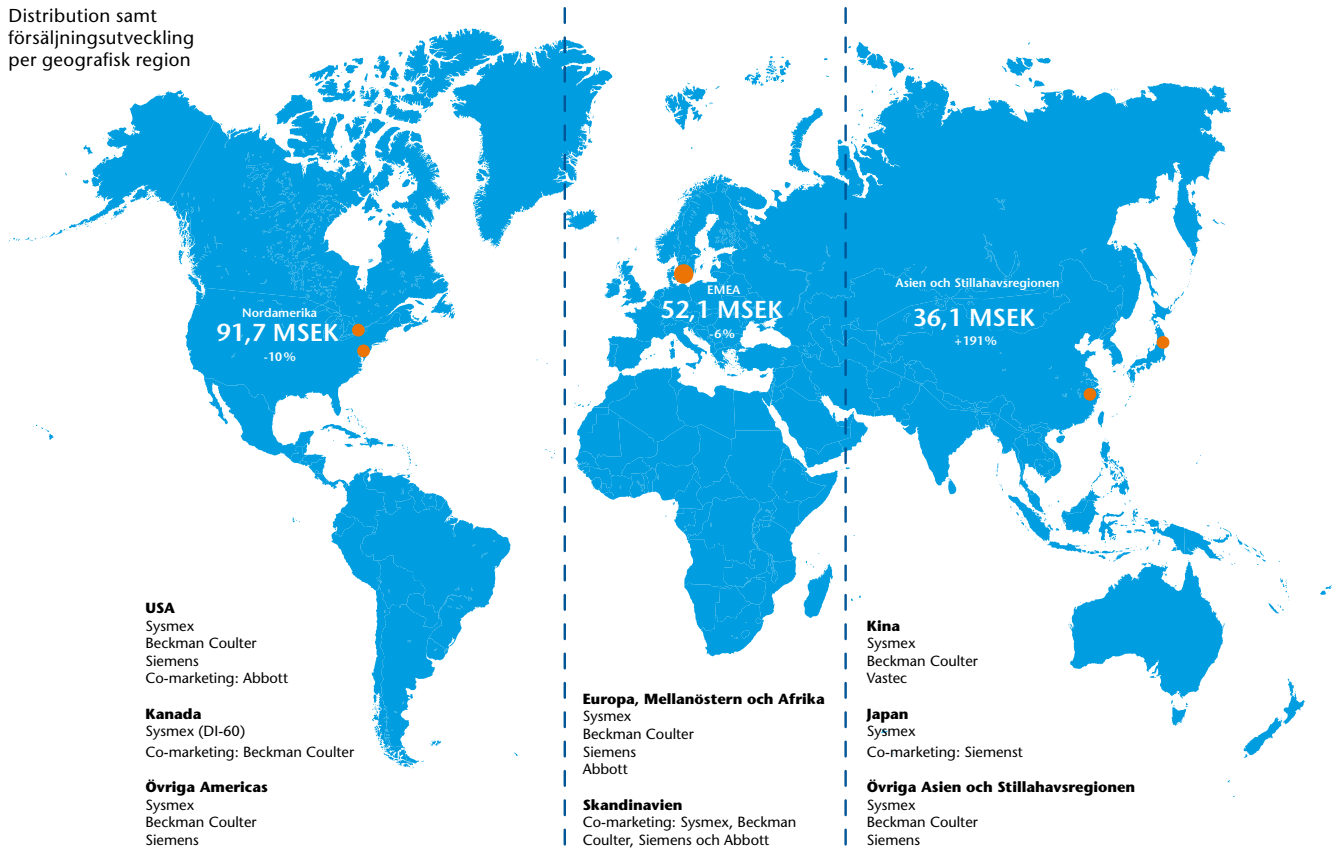 Distribution samt
försäljningsutveckling
per geografisk region
Nordamerika
91,7 MSEK
-10%
EMEA
52,1 MSEK
-6%
Asien och Stillahavsregionen
36,1 MSEK
+191%
USA
Sysmex
Beckman Coulter
Siemens
Co-marketing: Abbott
Kanada
Sysmex (DI-60)
Co-marketing: Beckman Coulter
Övriga Americas
Sysmex
Beckman Coulter
Siemens
Europa, Mellanöstern och Afrika
Sysmex
Beckman Coulter
Siemens
Abbott
Skandinavien
Co-marketing: Sysmex, Beckman
Coulter, Siemens och Abbott
Kina
Sysmex
Beckman Coulter
Vastec
Japan
Sysmex
Co-marketing: Siemenst
Övriga Asien och Stillahavsregionen
Sysmex
Beckman Coulter
Siemens